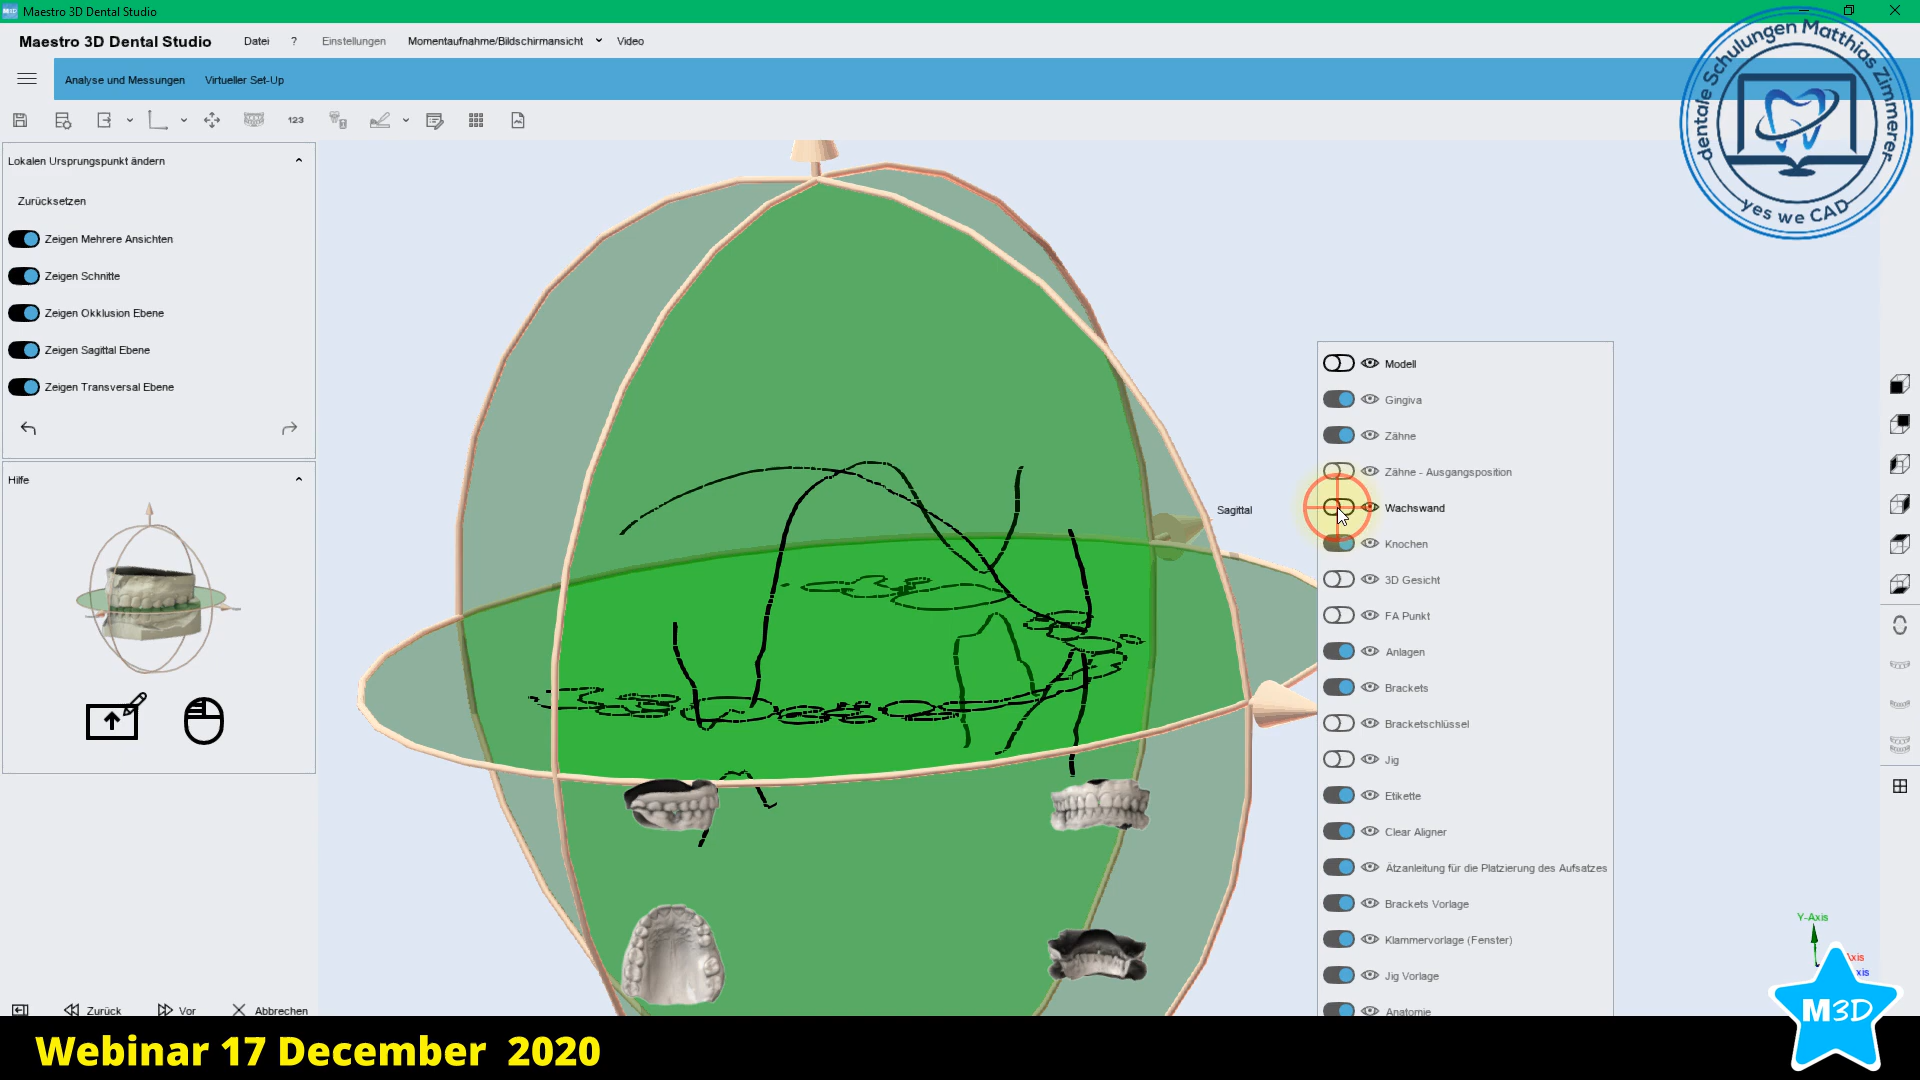 Maestro 3D Dental Studio
Maestro 3D Dental Studio
Datei
?
Einstellungen
Momentaufnahme/Bildschirmansicht
Video
Analyse und Messungen
Virtueller Set-Up
123
dentale Schulungen Matthias Zimmerer
yes we CAD
Lokalen Ursprungspunkt ändern
Zurücksetzen
Zeigen Mehrere Ansichten
Zeigen Schnitte
Zeigen Okklusion Ebene
Zeigen Sagittal Ebene
Zeigen Transversal Ebene
Hilfe
Zurück
Vor
Abbrechen
Sagittal
Modell
Gingiva
Zähne
Zähne - Ausgangsposition
Wachswand
Knochen
3D Gesicht
FA Punkt
Anlagen
Brackets
Bracketschlüssel
Jig
Etikette
Clear Aligner
Ätzanleitung für die Platzierung des Aufsatzes
Brackets Vorlage
Klammervorlage (Fenster)
Jig Vorlage
Anatomie
Y-Axis
M3D
Webinar 17 December 2020